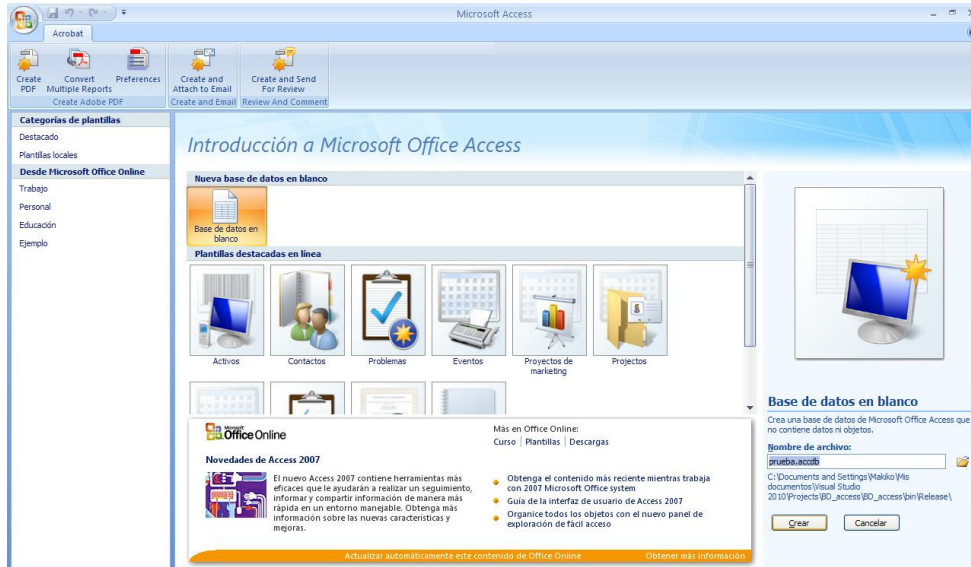 Microsoft Access
Acrobat
Create
PDF
Convert
Multiple Reports
Preferences
Create and
Attach to Email
Create and Send
For Review
Create Adobe PDF
Create and Email
Review And Comment
Categorías de plantillas
Destacado
Plantillas locales
Desde Microsoft Office Online
Trabajo
Personal
Educación
Ejemplo
Introducción a Microsoft Office Access
Nueva base de datos en blanco
Base de datos en
blanco
Plantillas destacadas en línea
Activos
Contactos
Problemas
Eventos
Proyectos de
marketing
Projectos
Microsoft
Office Online
Más en Office Online:
Curso | Plantillas | Descargas
Novedades de Access 2007
El nuevo Access 2007 contiene herramientas más
eficaces que le ayudarán a realizar un seguimiento,
informar y compartir información de manera más
rápida en un entorno manejable. Obtenga más
información sobre las nuevas características y
mejoras.
Obtenga el contenido más reciente mientras trabaja
con 2007 Microsoft Office system
Guía de la interfaz de usuario de Access 2007
Organice todos los objetos con el nuevo panel de
exploración de fácil acceso
Actualizar automáticamente este contenido de Office Online
Obtener más información
Base de datos en blanco
Crea una base de datos de Microsoft Office Access que
no contiene datos ni objetos.
Nombre de archivo:
prueba.accdb
C:\Documents and Settings\Makiko\Mis
documentos\Visual Studio
2010\Projects\BD_access\BD_access\bin\Release\
Crear
Cancelar